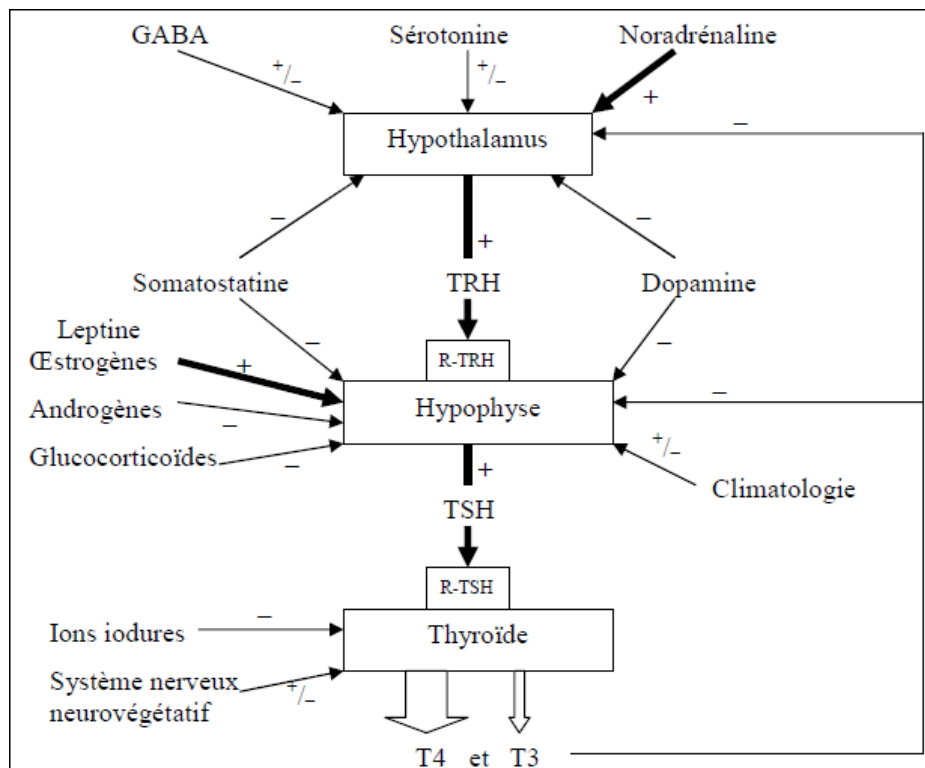 GABA
Sérotonine
Noradrénaline
+/–
+/–
+
–
Hypothalamus
–
–
+
Somatostatine
TRH
Dopamine
Leptine
Œstrogènes
–
–
+
R-TRH
–
Androgènes
Hypophyse
–
Glucocorticoïdes
–
+
+/–
Climatologie
TSH
R-TSH
Ions iodures
–
Thyroïde
Système nerveux
neurovégétatif
+/–
T4 et T3